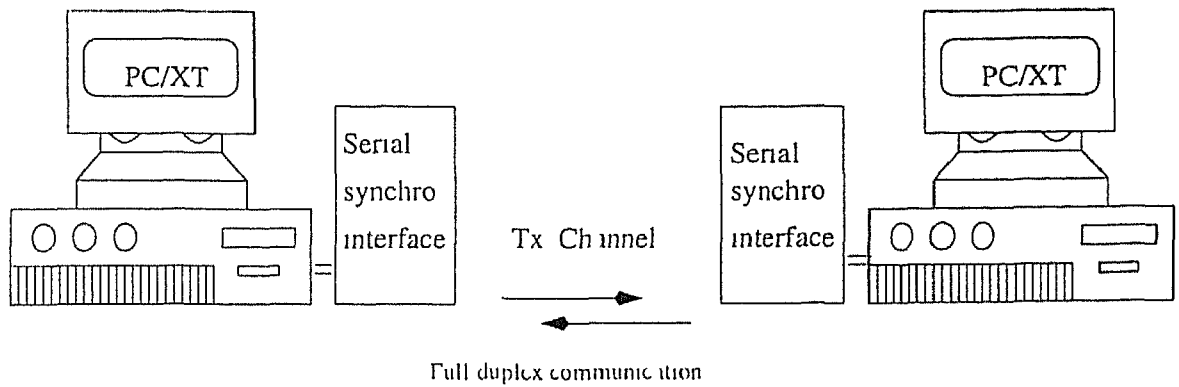 PC/XT
PC/XT
Serial
synchro
interface
Serial
synchro
interface
Tx Channel
Full duplex communication